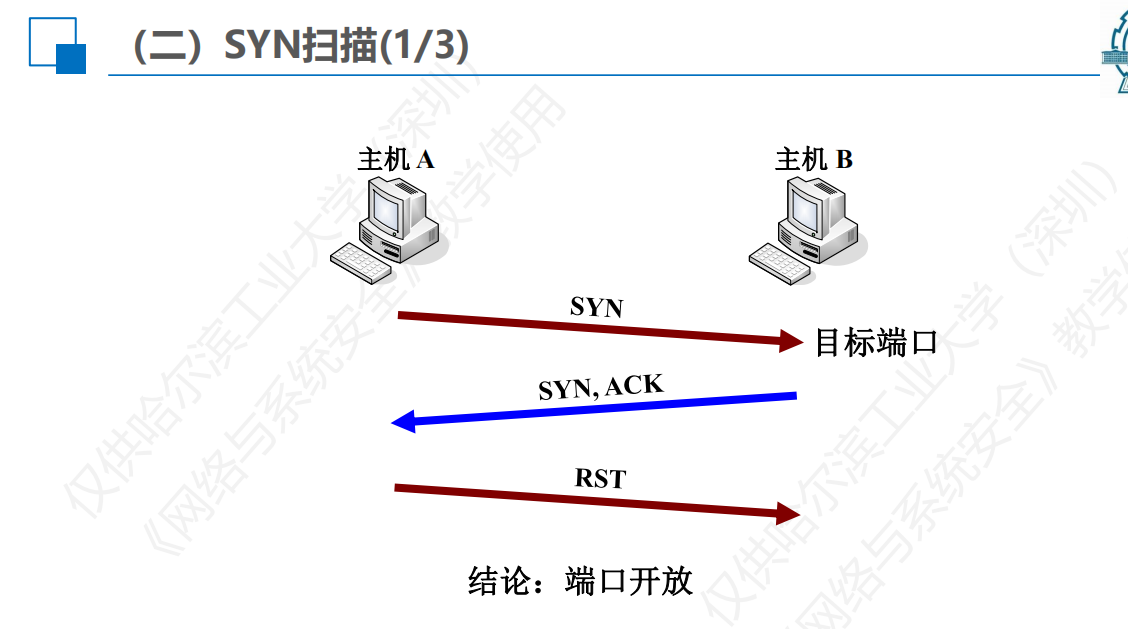 (二) SYN扫描(1/3)
主机 A
主机 B
SYN
目标端口
SYN, ACK
RST
结论：端口开放
仅供哈尔滨工业大学（深圳）
《网络与系统安全》教学使用
仅供哈尔滨工业大学（深圳）
《网络与系统安全》教学